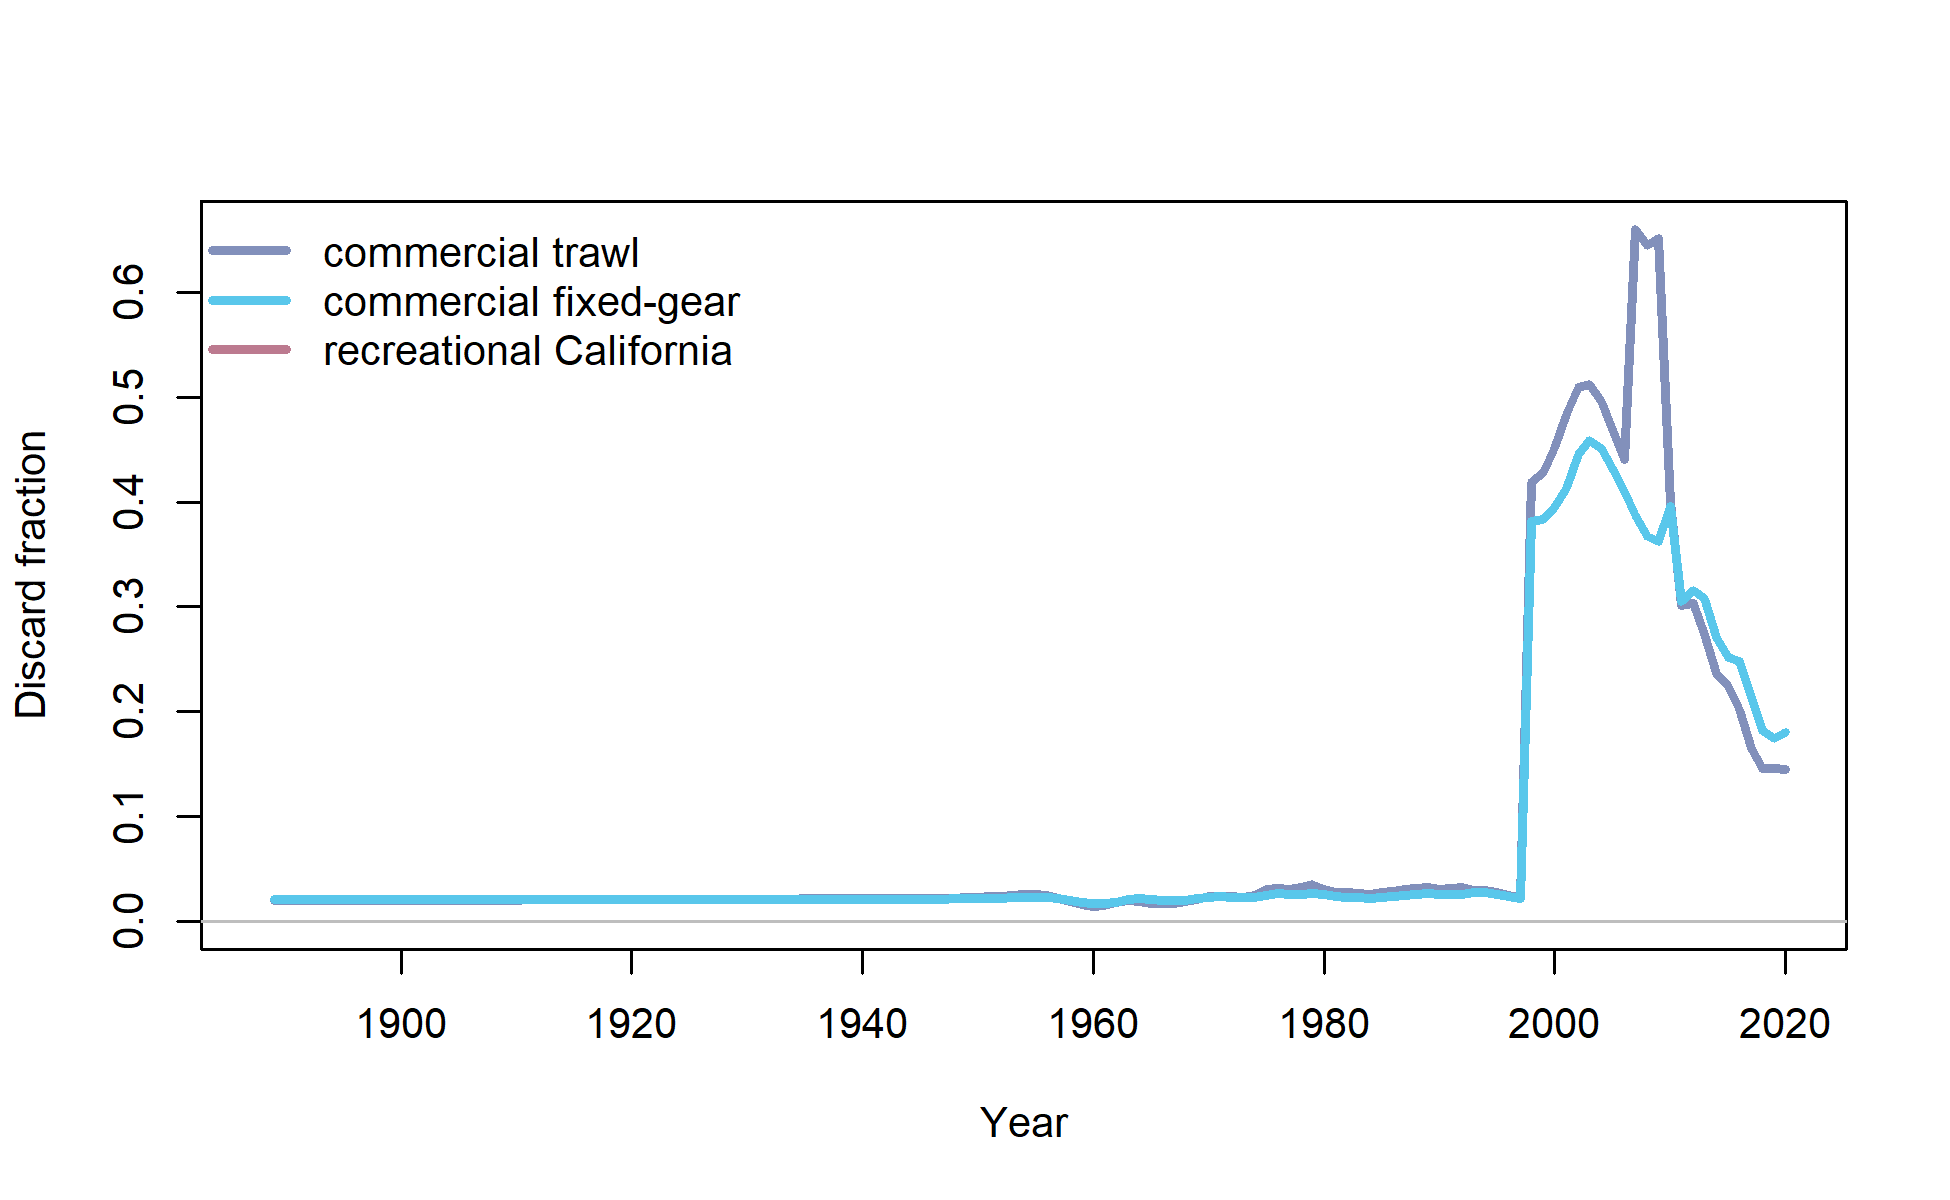 commercial trawl
commercial fixed-gear
recreational California
Discard fraction
0.6
0.5
0.4
0.3
0.2
0.1
0.0
1900 1920 1940 1960 1980 2000 2020
Year